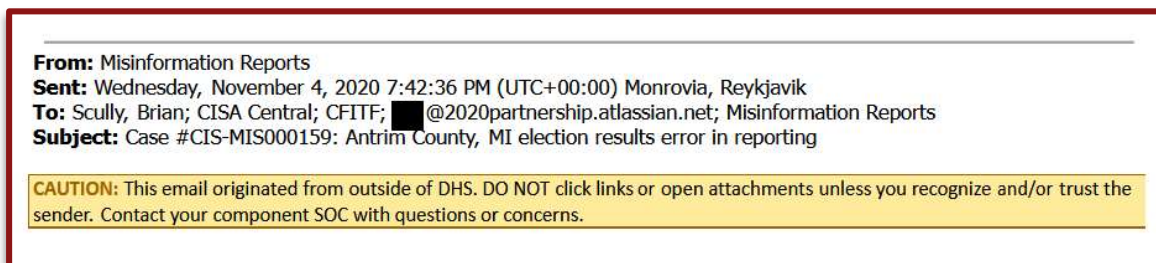 From: Misinformation Reports
Sent: Wednesday, November 4, 2020 7:42:36 PM (UTC+00:00) Monrovia, Reykjavik
To: Scully, Brian; CISA Central; CFITF; @2020partnership.atlassian.net; Misinformation Reports
Subject: Case #CIS-MIS000159: Antrim County, MI election results error in reporting
CAUTION: This email originated from outside of DHS. DO NOT click links or open attachments unless you recognize and/or trust the
sender. Contact your component SOC with questions or concerns.